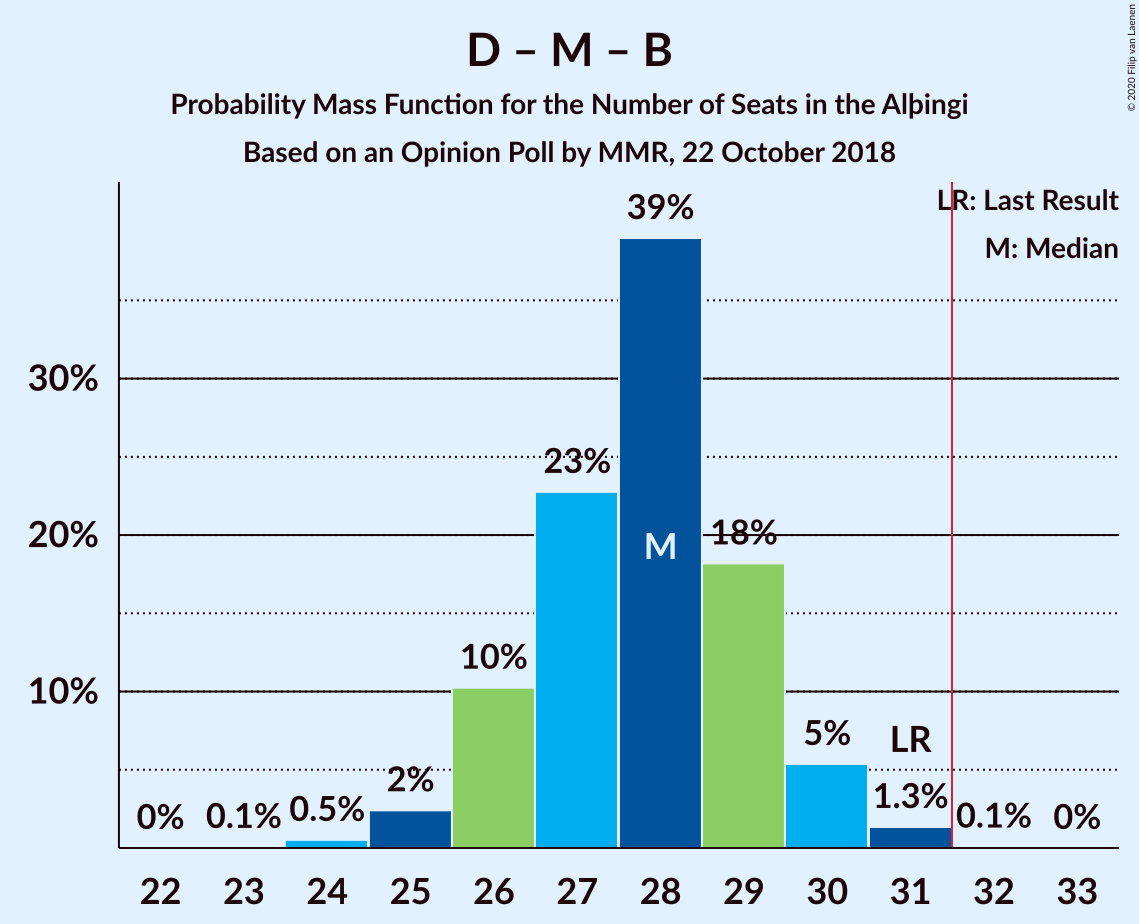 D – M – B
Probability Mass Function for the Number of Seats in the Alþingi
Based on an Opinion Poll by MMR, 22 October 2018
© 2020 Filip van Laenen
LR: Last Result
M: Median
39%
30%
23%
20%
18%
M
10%
10%
5%
LR
2%
1.3%
0.5%
0% 0.1% 0.1% 0%
22 23 24 25 26 27 28 29 30 31 32 33